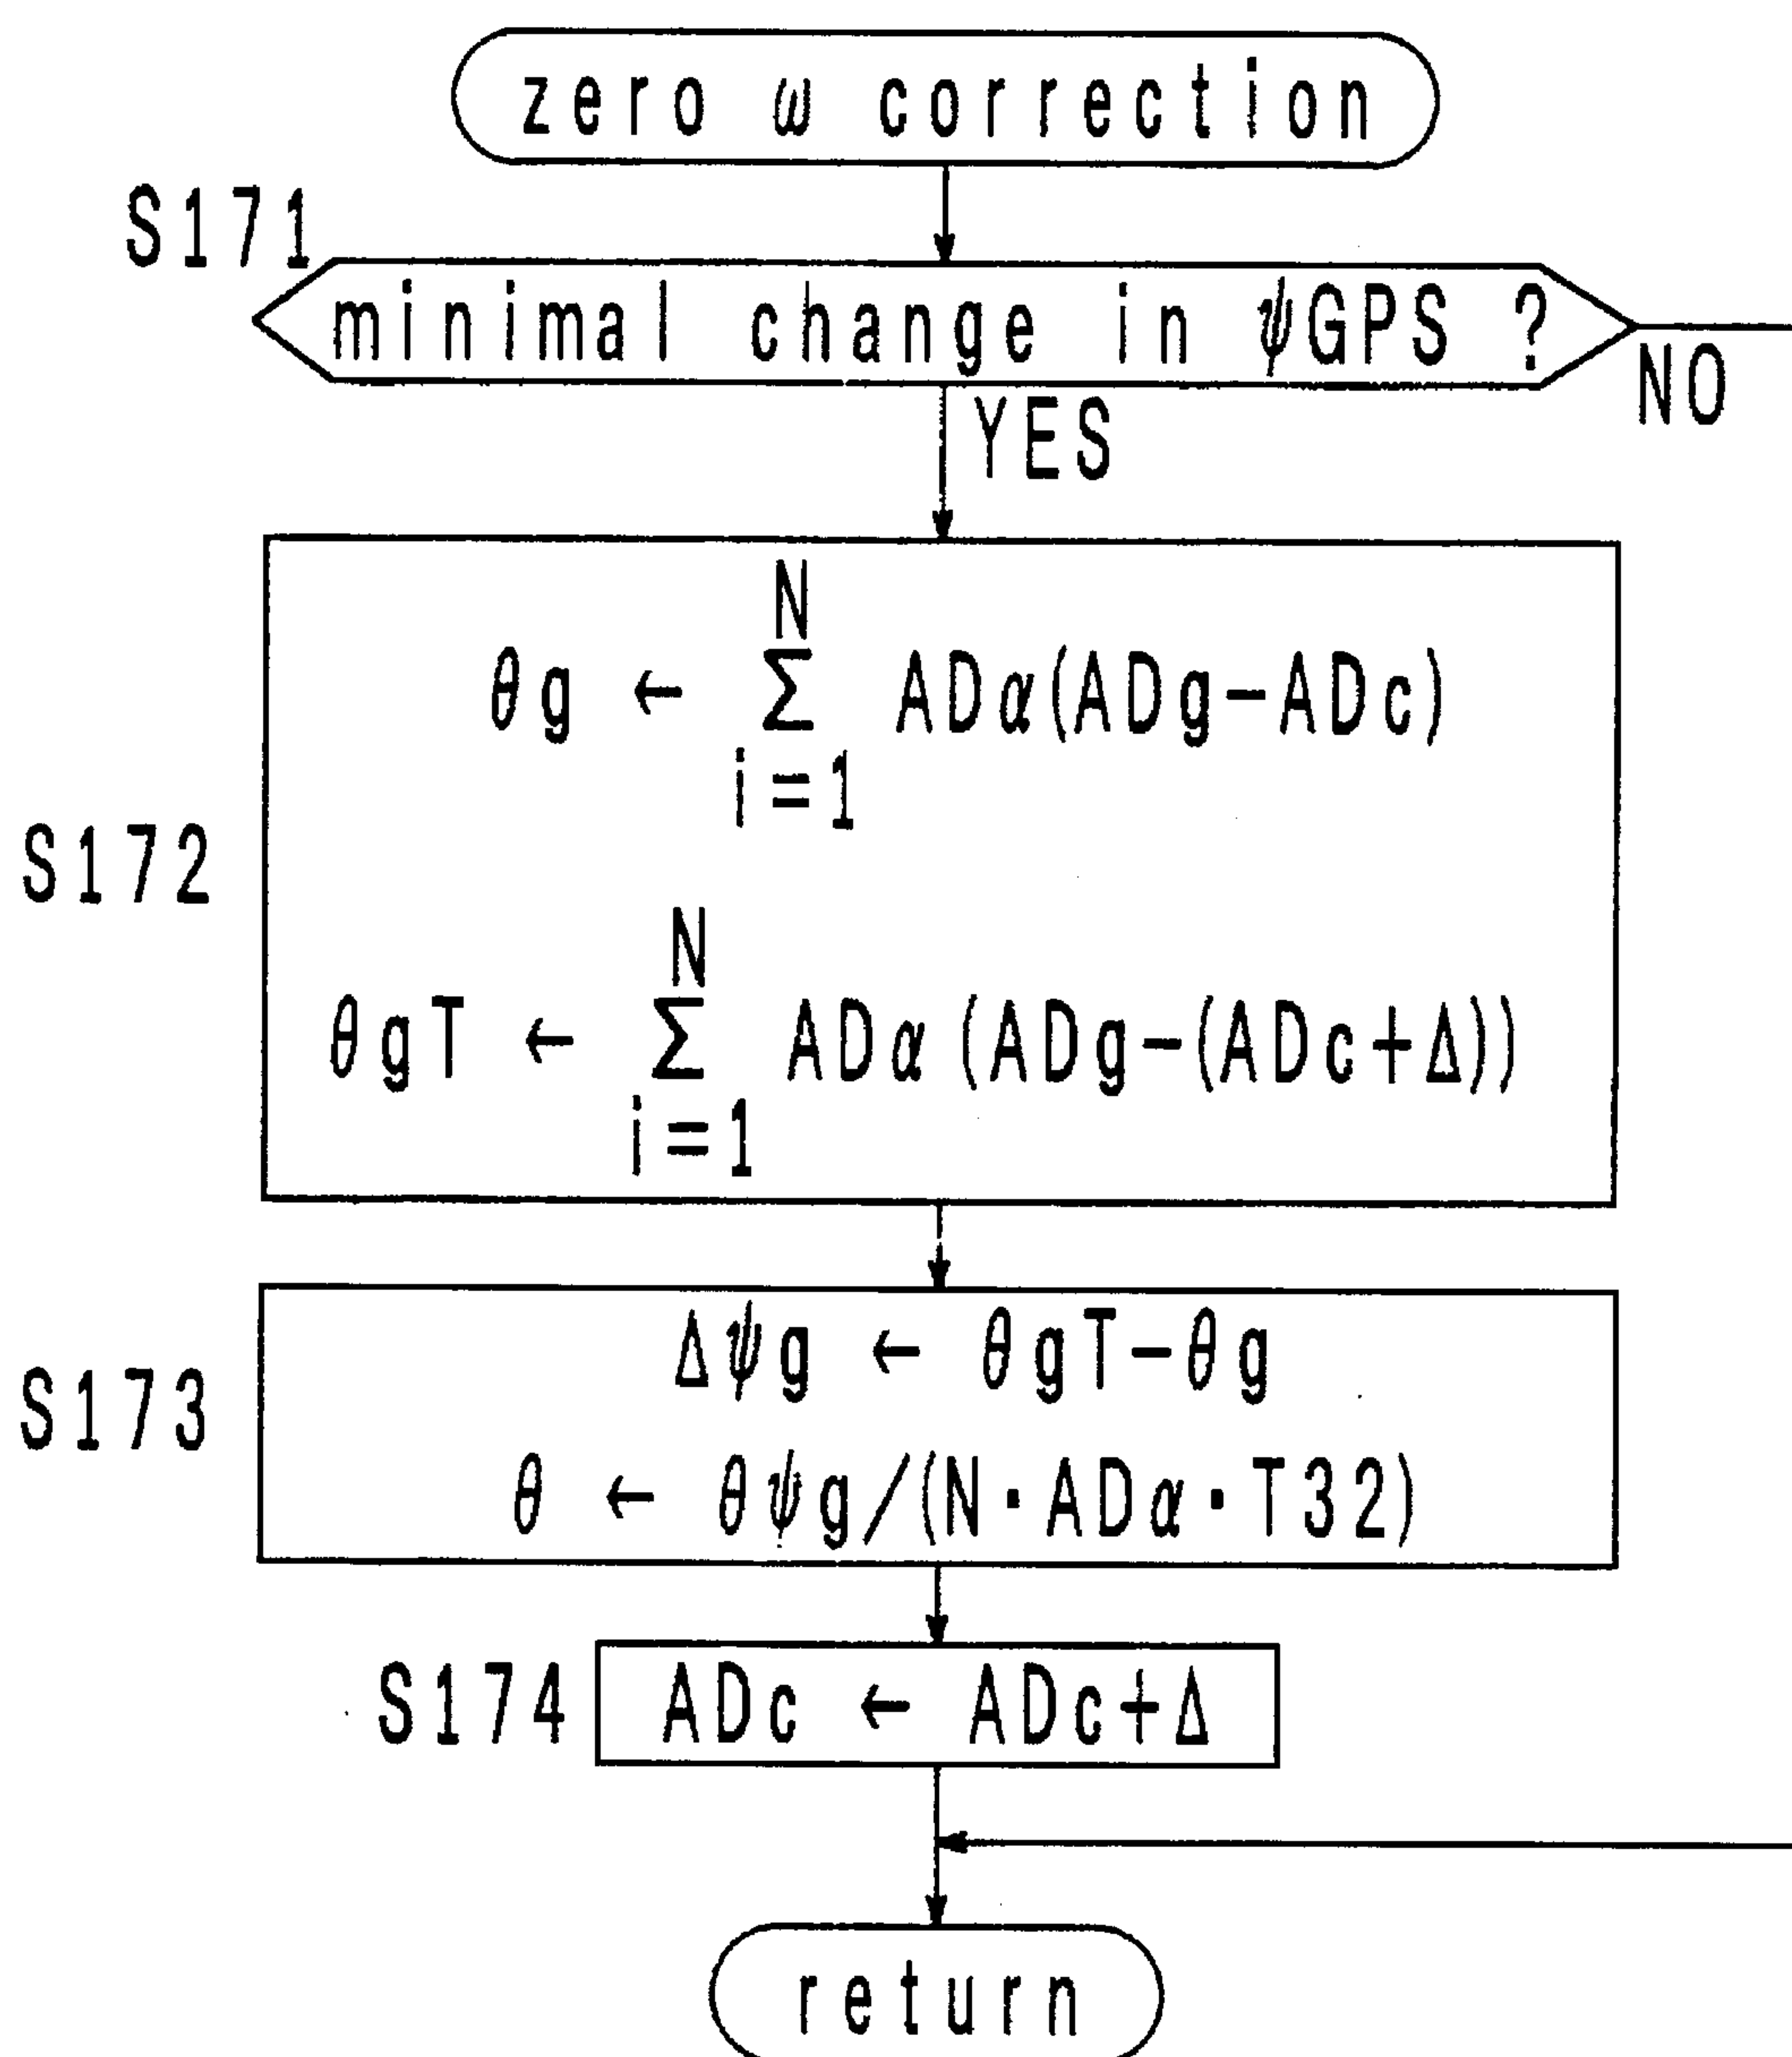 zero ω correction
S171
minimal change in ψGPS ?
NO
YES
S172
N
θg ← Σ ADα(ADg-ADc)
i=1
N
θgT ← Σ ADα(ADg-(ADc+Δ))
i=1
S173
Δψg ← θgT-θg
θ ← θψg/(N·ADα·T32)
S174
ADc ← ADc+Δ
return